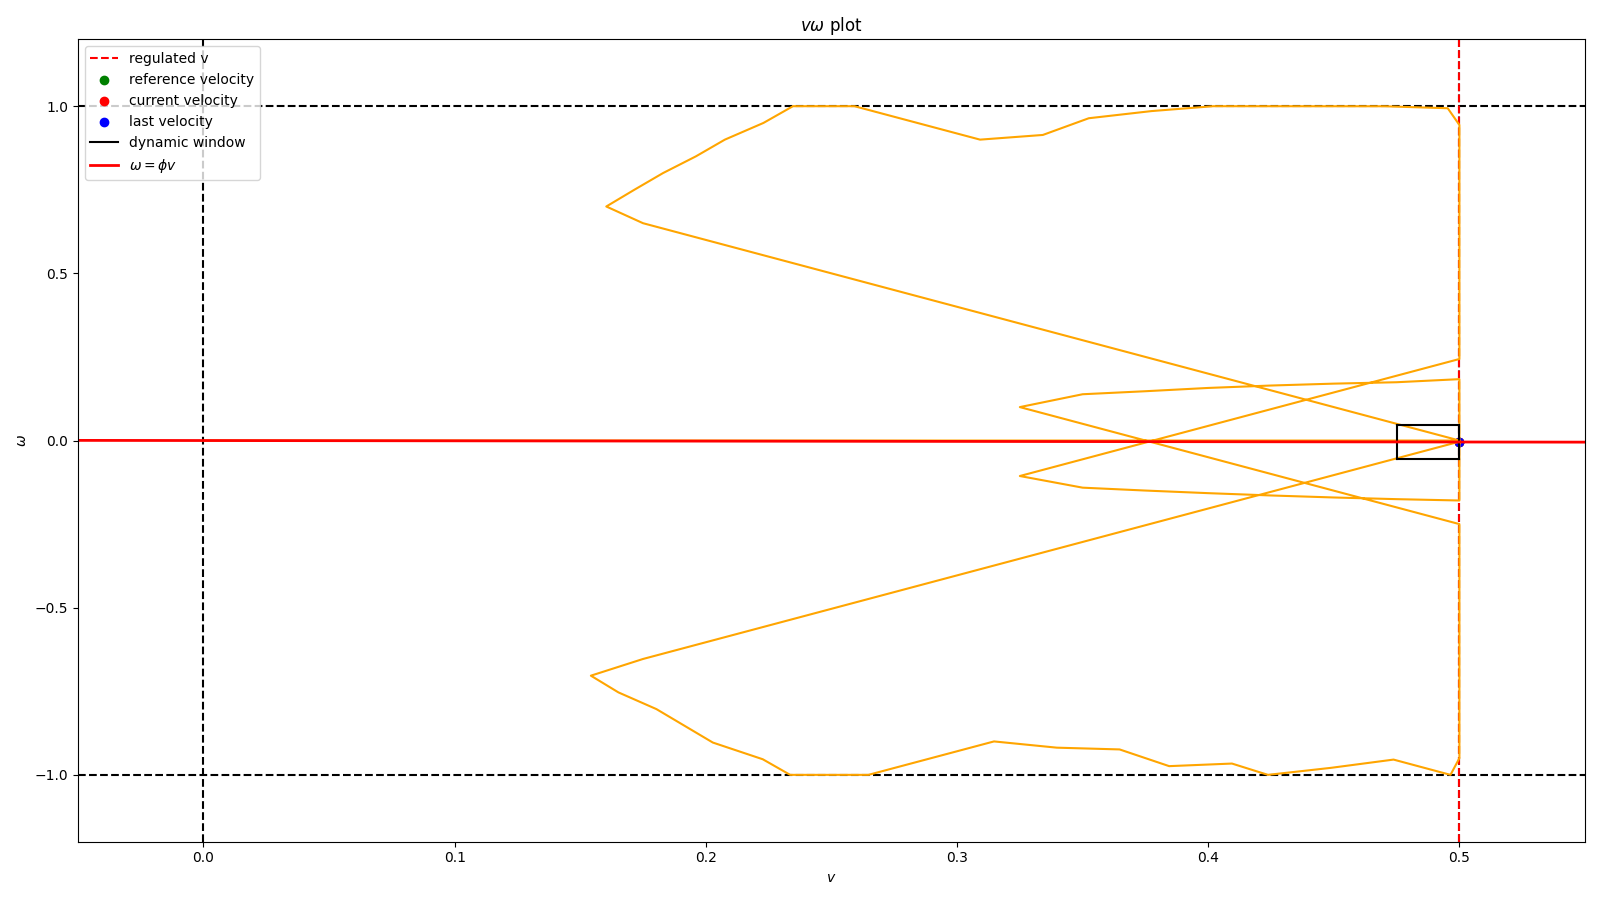 vω plot
regulated v
reference velocity
current velocity
last velocity
dynamic window
ω = ϕv
1.0
0.5
0.0
−0.5
−1.0
ω
0.0 0.1 0.2 0.3 0.4 0.5
v